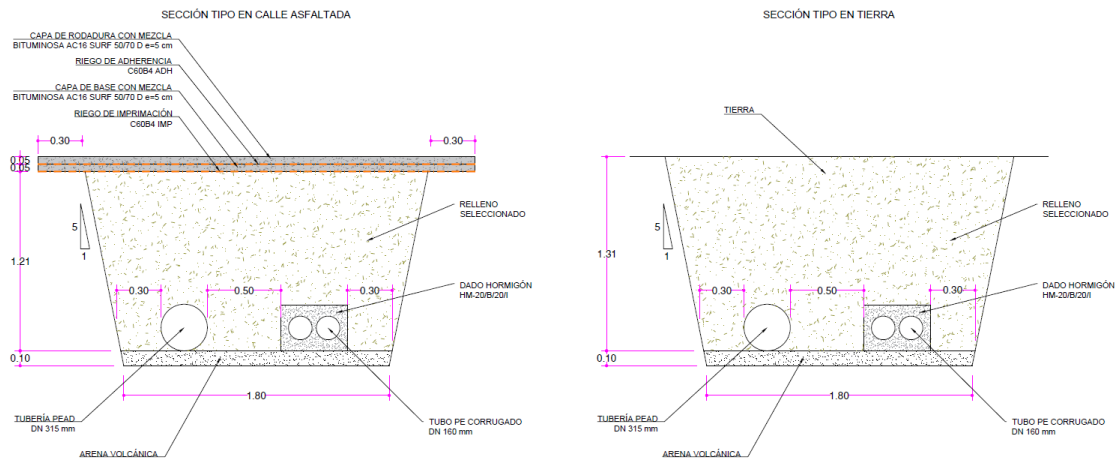 SECCIÓN TIPO EN CALLE ASFALTADA
CAPA DE RODADURA CON MEZCLA
BITUMINOSA AC16 SURF 50/70 D e=5 cm
RIEGO DE ADHERENCIA
C60B4 ADH
CAPA DE BASE CON MEZCLA
BITUMINOSA AC16 SURF 50/70 D e=5 cm
RIEGO DE IMPRIMACIÓN
C60B4 IMP
0.30
0.30
0.05
0.05
5
1
RELLENO
SELECCIONADO
1.21
0.30
0.50
0.30
DADO HORMIGÓN
HM-20/B/20/I
0.10
1.80
TUBERÍA PEAD
DN 315 mm
TUBO PE CORRUGADO
DN 160 mm
ARENA VOLCÁNICA
SECCIÓN TIPO EN TIERRA
TIERRA
5
1
RELLENO
SELECCIONADO
1.31
0.30
0.50
0.30
DADO HORMIGÓN
HM-20/B/20/I
0.10
1.80
TUBERÍA PEAD
DN 315 mm
TUBO PE CORRUGADO
DN 160 mm
ARENA VOLCÁNICA